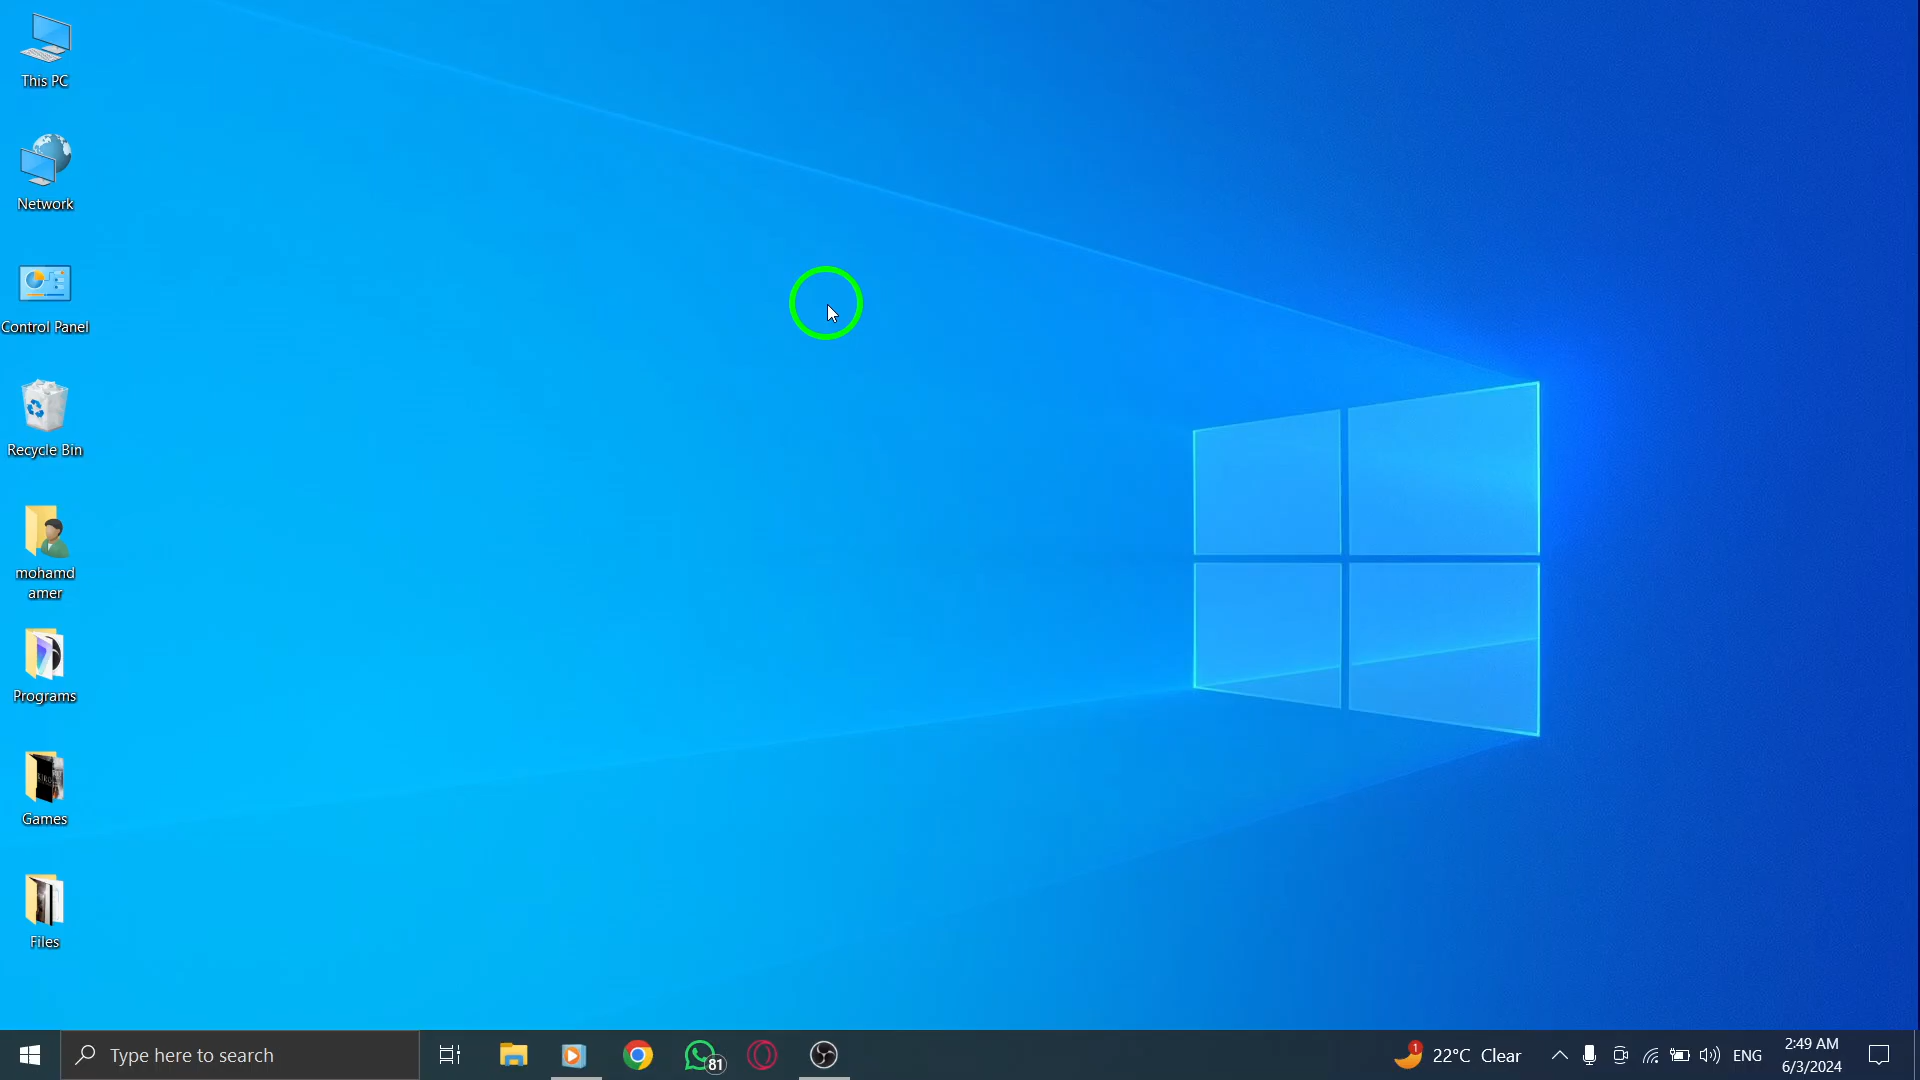 This PC
Network
Control Panel
Recycle Bin
mohamd
amer
Programs
Games
Files
Type here to search
81
1
22°C Clear
ENG
2:49 AM
6/3/2024